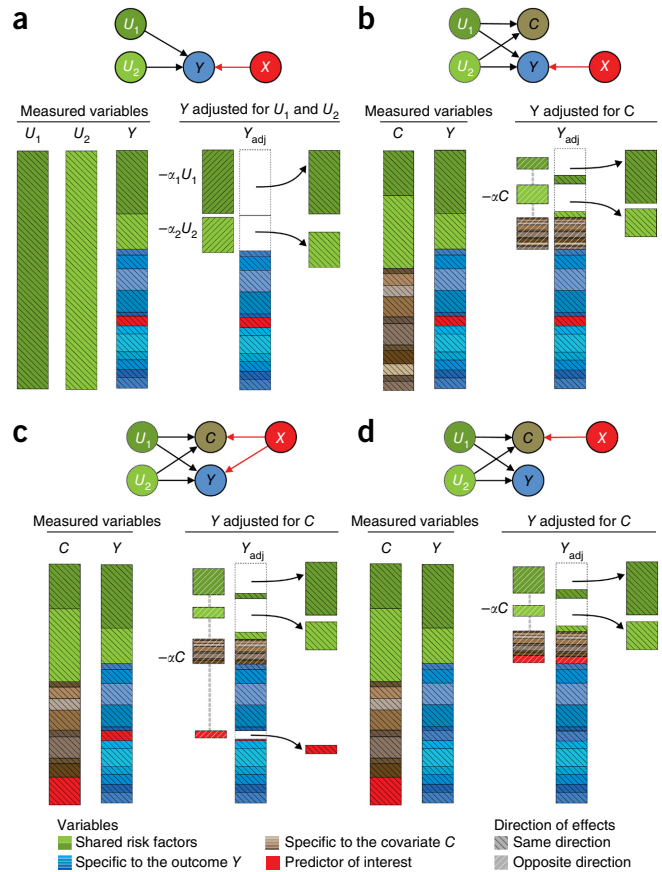 a
U1
U2
Y
X
Measured variables
Y adjusted for U1 and U2
U1 U2 Y
Yadj
−α1U1
−α2U2
b
U1
C
U2
Y
X
Measured variables
Y adjusted for C
C Y
Yadj
−αC
c
U1
C
X
U2
Y
Measured variables
Y adjusted for C
C Y
Yadj
−αC
d
U1
C
X
U2
Y
Measured variables
Y adjusted for C
C Y
Yadj
−αC
Variables
Shared risk factors
Specific to the outcome Y
Specific to the covariate C
Predictor of interest
Direction of effects
Same direction
Opposite direction